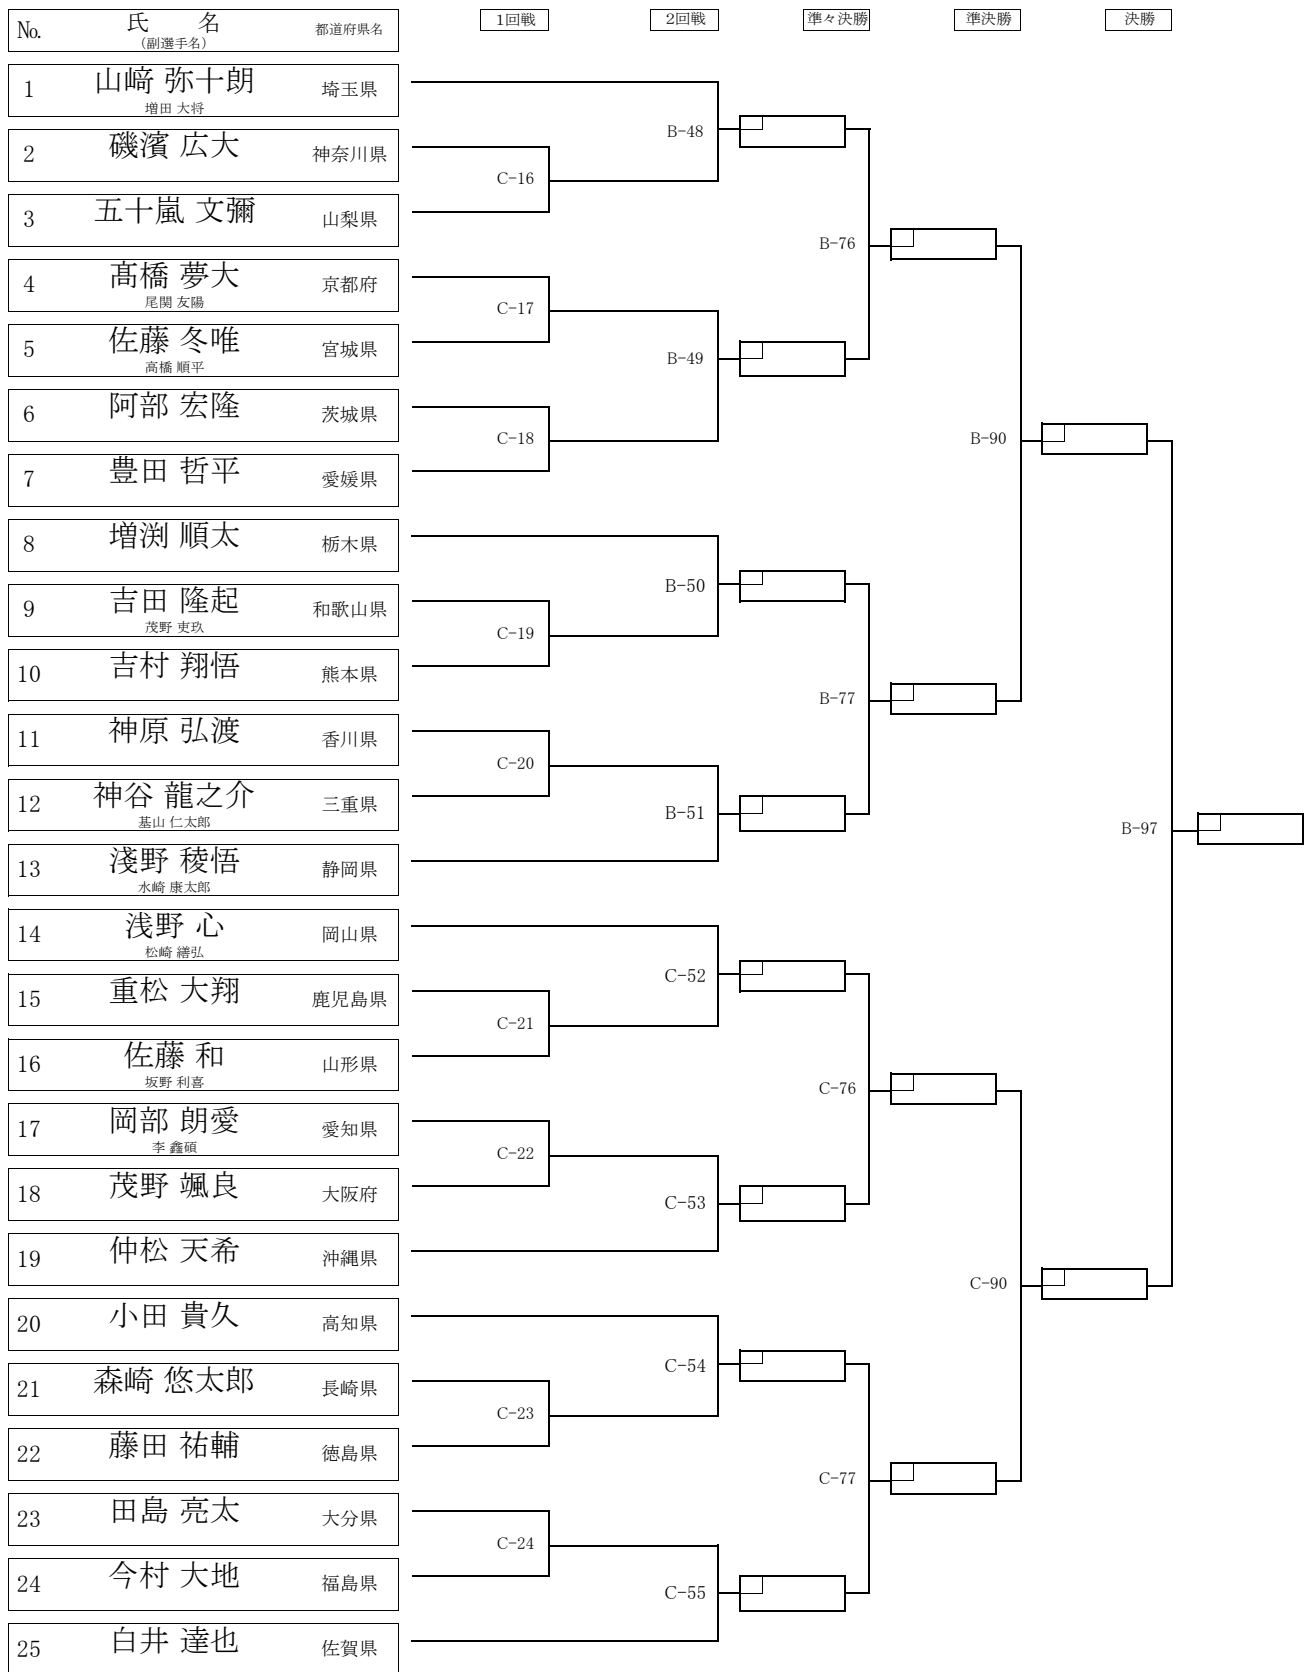 No. 氏 名 都道府県名 1回戦 2回戦 準々決勝 準決勝 決勝
(副選手名)
1 山﨑 弥十朗 埼玉県
増田 大将
B-48
2 磯濱 広大 神奈川県
C-16
3 五十嵐 文彌 山梨県
B-76
4 髙橋 夢大 京都府
尾関 友陽
C-17
5 佐藤 冬唯 宮城県
高橋 順平
B-49
6 阿部 宏隆 茨城県
C-18
B-90
7 豊田 哲平 愛媛県
8 増渕 順太 栃木県
B-50
9 吉田 隆起 和歌山県
茂野 吏玖
C-19
10 吉村 翔悟 熊本県
B-77
11 神原 弘渡 香川県
C-20
12 神谷 龍之介 三重県
基山 仁太郎
B-51
B-97
13 淺野 稜悟 静岡県
水崎 康太郎
14 浅野 心 岡山県
松崎 繕弘
C-52
15 重松 大翔 鹿児島県
C-21
16 佐藤 和 山形県
坂野 利喜
C-76
17 岡部 朗愛 愛知県
李 鑫碩
C-22
18 茂野 颯良 大阪府
C-53
19 仲松 天希 沖縄県
C-90
20 小田 貴久 高知県
C-54
21 森崎 悠太郎 長崎県
C-23
22 藤田 祐輔 徳島県
C-77
23 田島 亮太 大分県
C-24
24 今村 大地 福島県
C-55
25 白井 達也 佐賀県